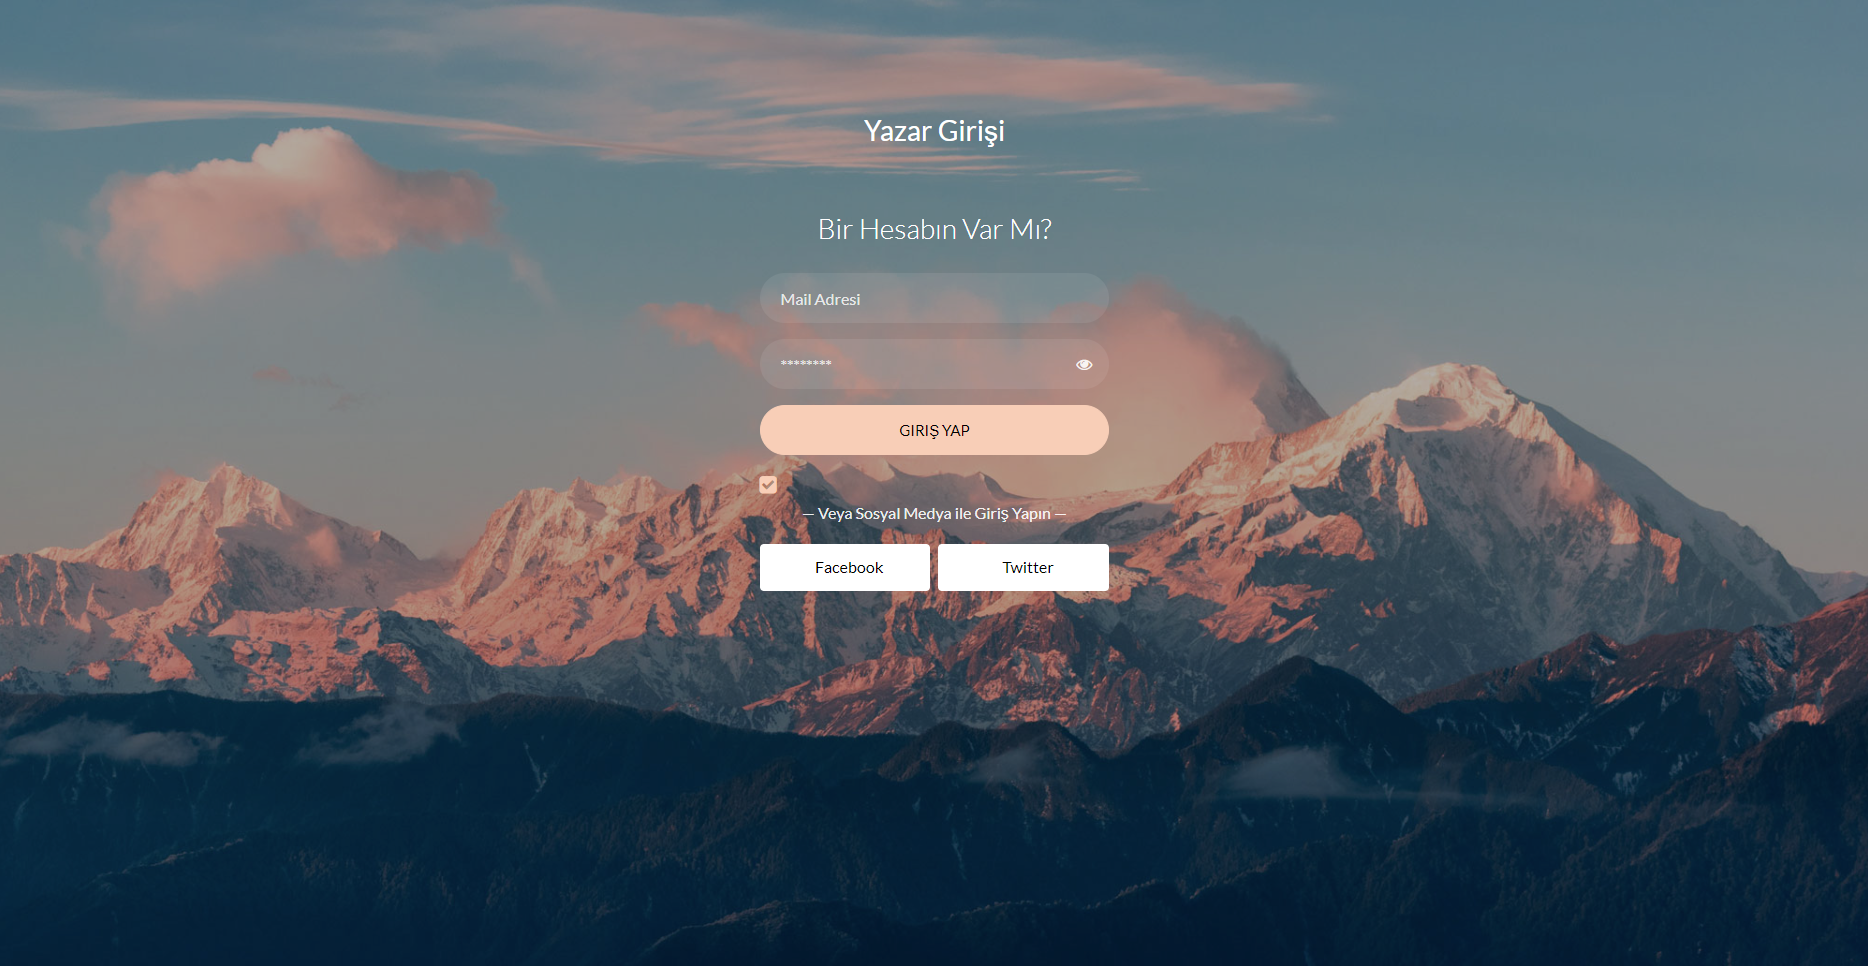 Yazar Girişi
Bir Hesabın Var Mı?
Mail Adresi
********
GIRIŞ YAP
— Veya Sosyal Medya ile Giriş Yapın —
Facebook
Twitter